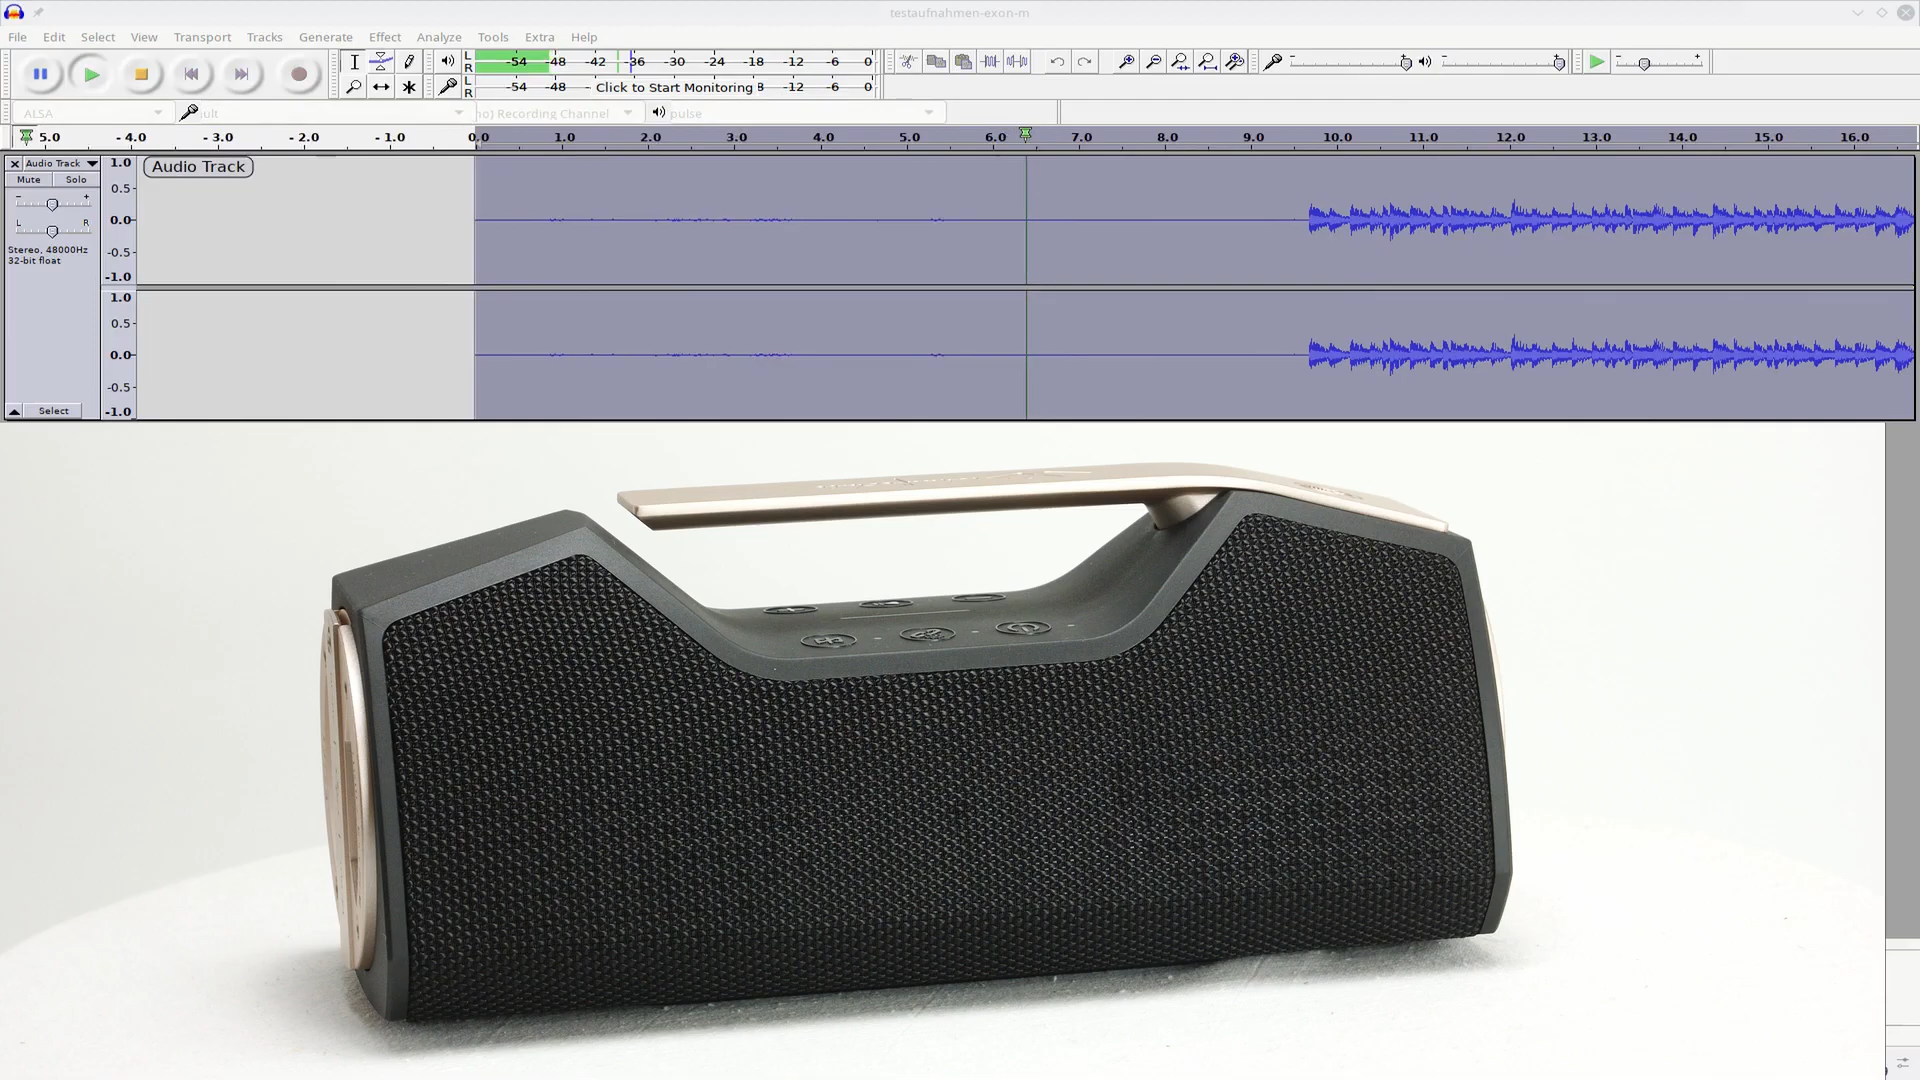 testaufnahmen-exon-m
File Edit Select View Transport Tracks Generate Effect Analyze Tools Extra Help
L R -54 -48 -42 -36 -30 -24 -18 -12 -6 0
L R -54 -48 - Click to Start Monitoring 8 -12 -6 0
ALSA ult no) Recording Channel pulse
5.0 - 4.0 - 3.0 - 2.0 - 1.0 0.0 1.0 2.0 3.0 4.0 5.0 6.0 7.0 8.0 9.0 10.0 11.0 12.0 13.0 14.0 15.0 16.0
Audio Track
1.0
Audio Track
Mute Solo
0.5
- +
0.0
L R
Stereo, 48000Hz
-0.5
32-bit float
-1.0
1.0
0.5
0.0
-0.5
Select
-1.0